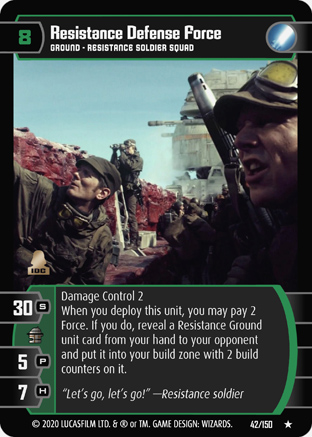 8 Resistance Defense Force
GROUND - RESISTANCE SOLDIER SQUAD
IDC
30 S
5 P
7 H
Damage Control 2
When you deploy this unit, you may pay 2
Force. If you do, reveal a Resistance Ground
unit card from your hand to your opponent
and put it into your build zone with 2 build
counters on it.
“Let’s go, let’s go!” —Resistance soldier
© 2020 LUCASFILM LTD. & ® or TM. GAME DESIGN: WIZARDS. 42/150